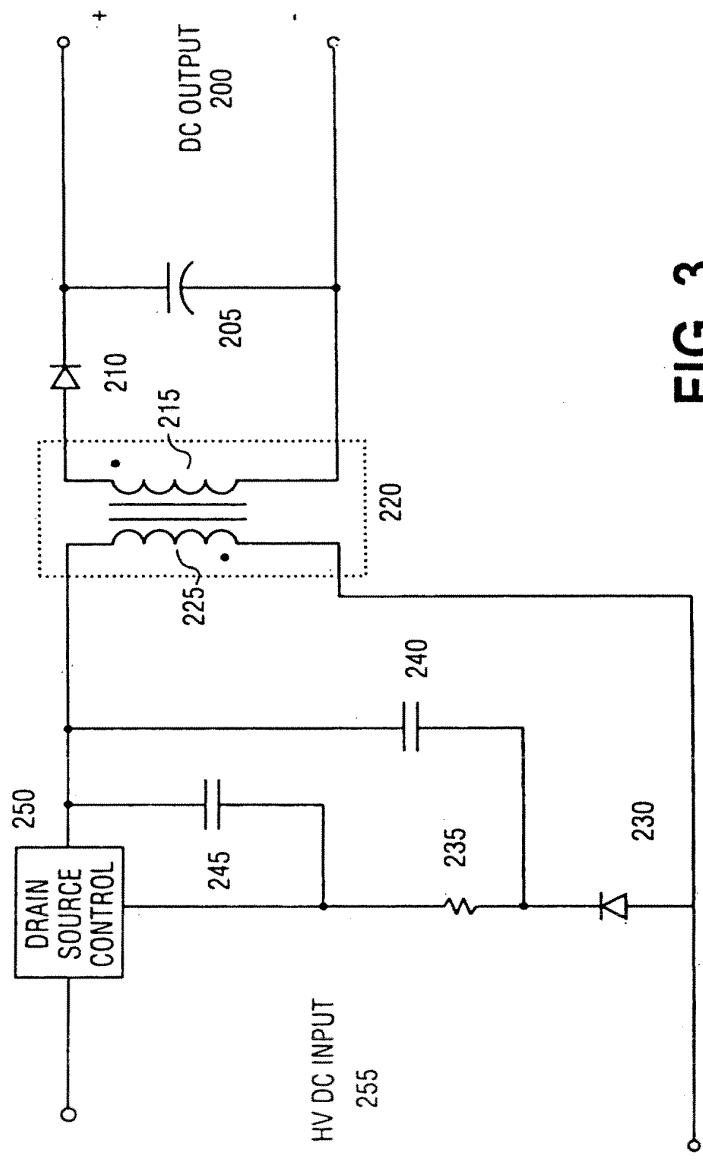 +
-
DC OUTPUT
200
205
210
215
220
225
240
250
245
235
230
DRAIN
SOURCE
CONTROL
HV DC INPUT
255
FIG. 3